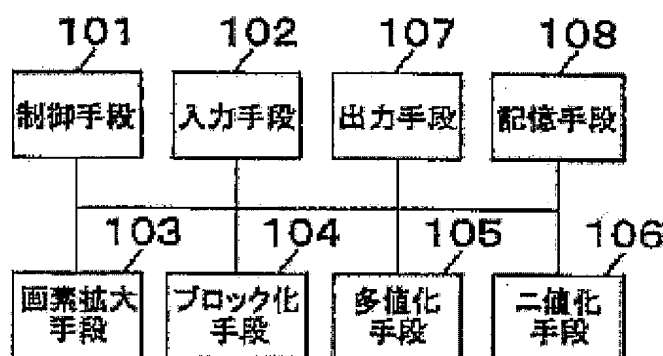 101 102 107 108
制御手段 入力手段 出力手段 記憶手段
103 104 105 106
画素拡大 ブロック化 多値化 二値化
手段 手段 手段 手段